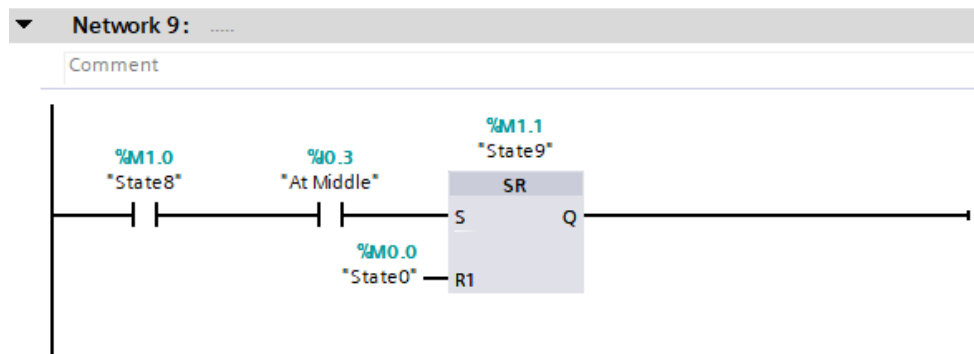 Network 9: .....
Comment
%M1.1
"State9"
%M1.0
"State8"
%I0.3
"At Middle"
SR
S
Q
%M0.0
"State0"
R1